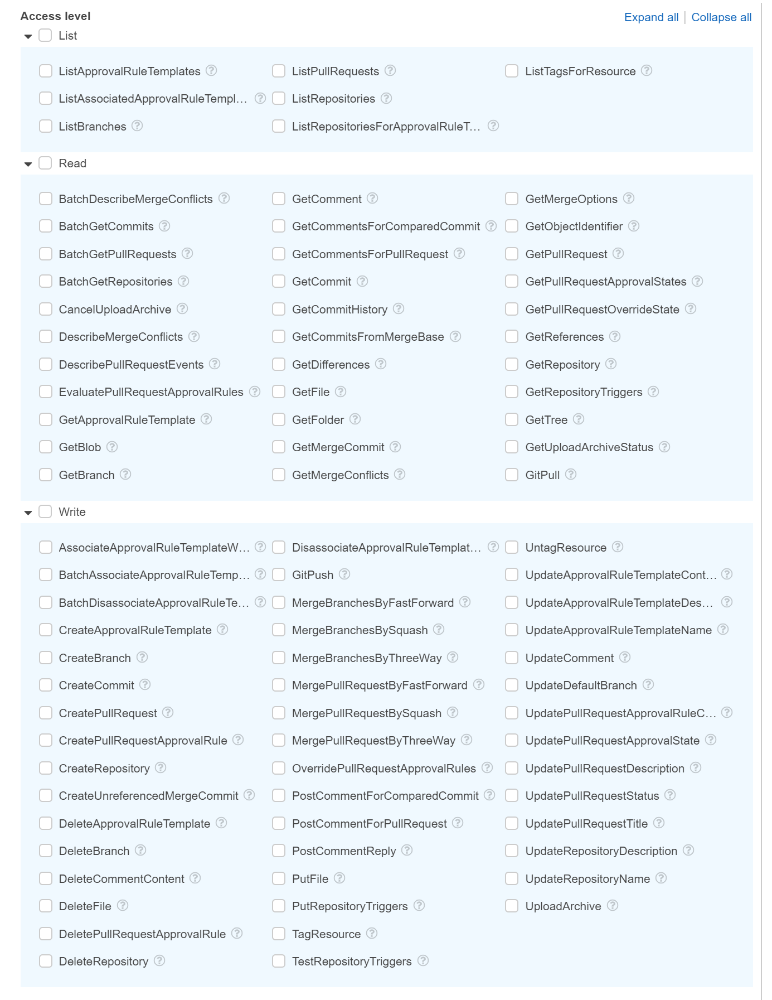 Access level
Expand all | Collapse all
List
ListApprovalRuleTemplates ? ListPullRequests ? ListTagsForResource ?
ListAssociatedApprovalRuleTempl... ? ListRepositories ?
ListBranches ? ListRepositoriesForApprovalRuleT... ?
Read
BatchDescribeMergeConflicts ? GetComment ? GetMergeOptions ?
BatchGetCommits ? GetCommentsForComparedCommit ? GetObjectIdentifier ?
BatchGetPullRequests ? GetCommentsForPullRequest ? GetPullRequest ?
BatchGetRepositories ? GetCommit ? GetPullRequestApprovalStates ?
CancelUploadArchive ? GetCommitHistory ? GetPullRequestOverrideState ?
DescribeMergeConflicts ? GetCommitsFromMergeBase ? GetReferences ?
DescribePullRequestEvents ? GetDifferences ? GetRepository ?
EvaluatePullRequestApprovalRules ? GetFile ? GetRepositoryTriggers ?
GetApprovalRuleTemplate ? GetFolder ? GetTree ?
GetBlob ? GetMergeCommit ? GetUploadArchiveStatus ?
GetBranch ? GetMergeConflicts ? GitPull ?
Write
AssociateApprovalRuleTemplateW... ? DisassociateApprovalRuleTemplat... ? UntagResource ?
BatchAssociateApprovalRuleTemp... ? GitPush ? UpdateApprovalRuleTemplateCont... ?
BatchDisassociateApprovalRuleTe... ? MergeBranchesByFastForward ? UpdateApprovalRuleTemplateDes... ?
CreateApprovalRuleTemplate ? MergeBranchesBySquash ? UpdateApprovalRuleTemplateName ?
CreateBranch ? MergeBranchesByThreeWay ? UpdateComment ?
CreateCommit ? MergePullRequestByFastForward ? UpdateDefaultBranch ?
CreatePullRequest ? MergePullRequestBySquash ? UpdatePullRequestApprovalRuleC... ?
CreatePullRequestApprovalRule ? MergePullRequestByThreeWay ? UpdatePullRequestApprovalState ?
CreateRepository ? OverridePullRequestApprovalRules ? UpdatePullRequestDescription ?
CreateUnreferencedMergeCommit ? PostCommentForComparedCommit ? UpdatePullRequestStatus ?
DeleteApprovalRuleTemplate ? PostCommentForPullRequest ? UpdatePullRequestTitle ?
DeleteBranch ? PostCommentReply ? UpdateRepositoryDescription ?
DeleteCommentContent ? PutFile ? UpdateRepositoryName ?
DeleteFile ? PutRepositoryTriggers ? UploadArchive ?
DeletePullRequestApprovalRule ? TagResource ?
DeleteRepository ? TestRepositoryTriggers ?